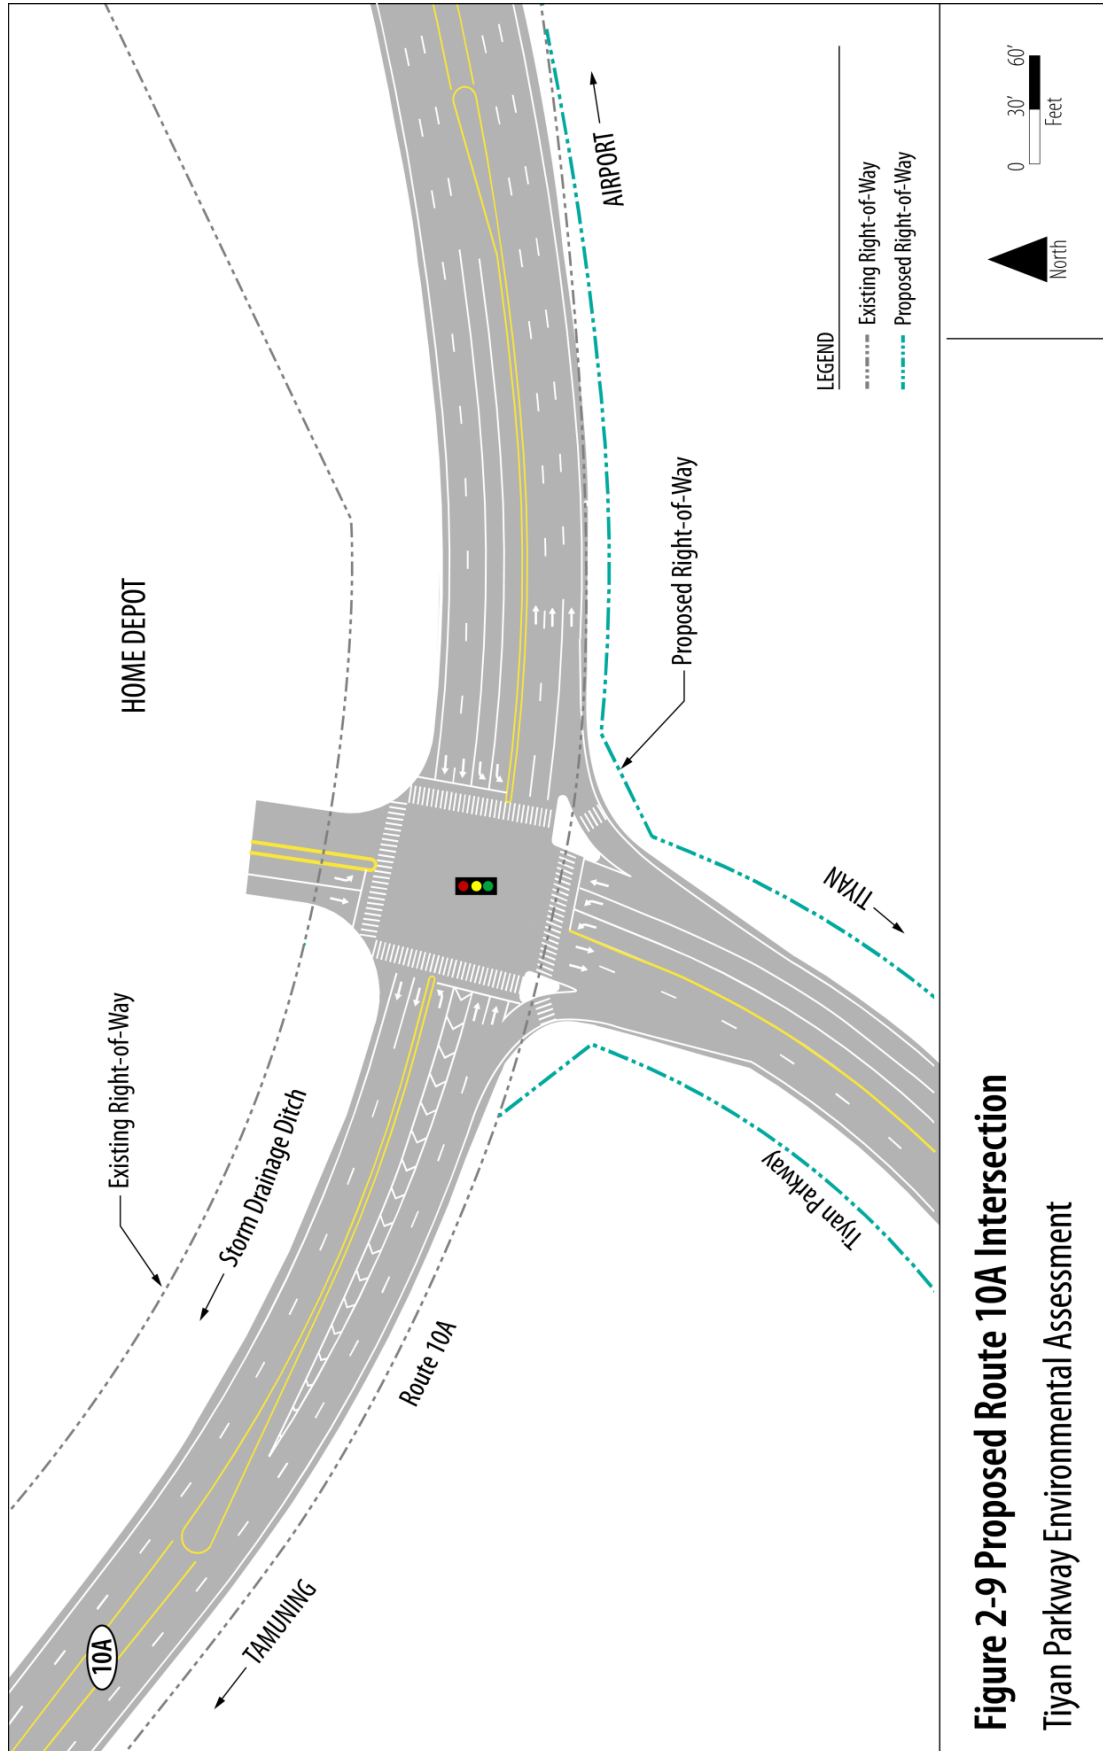 HOME DEPOT
Existing Right-of-Way
Storm Drainage Ditch
Route 10A
10A
TAMUNING
AIRPORT
Proposed Right-of-Way
TIYAN
Tiyan Parkway
LEGEND
Existing Right-of-Way
Proposed Right-of-Way
Figure 2-9 Proposed Route 10A Intersection
Tiyan Parkway Environmental Assessment
North
0 30' 60'
Feet